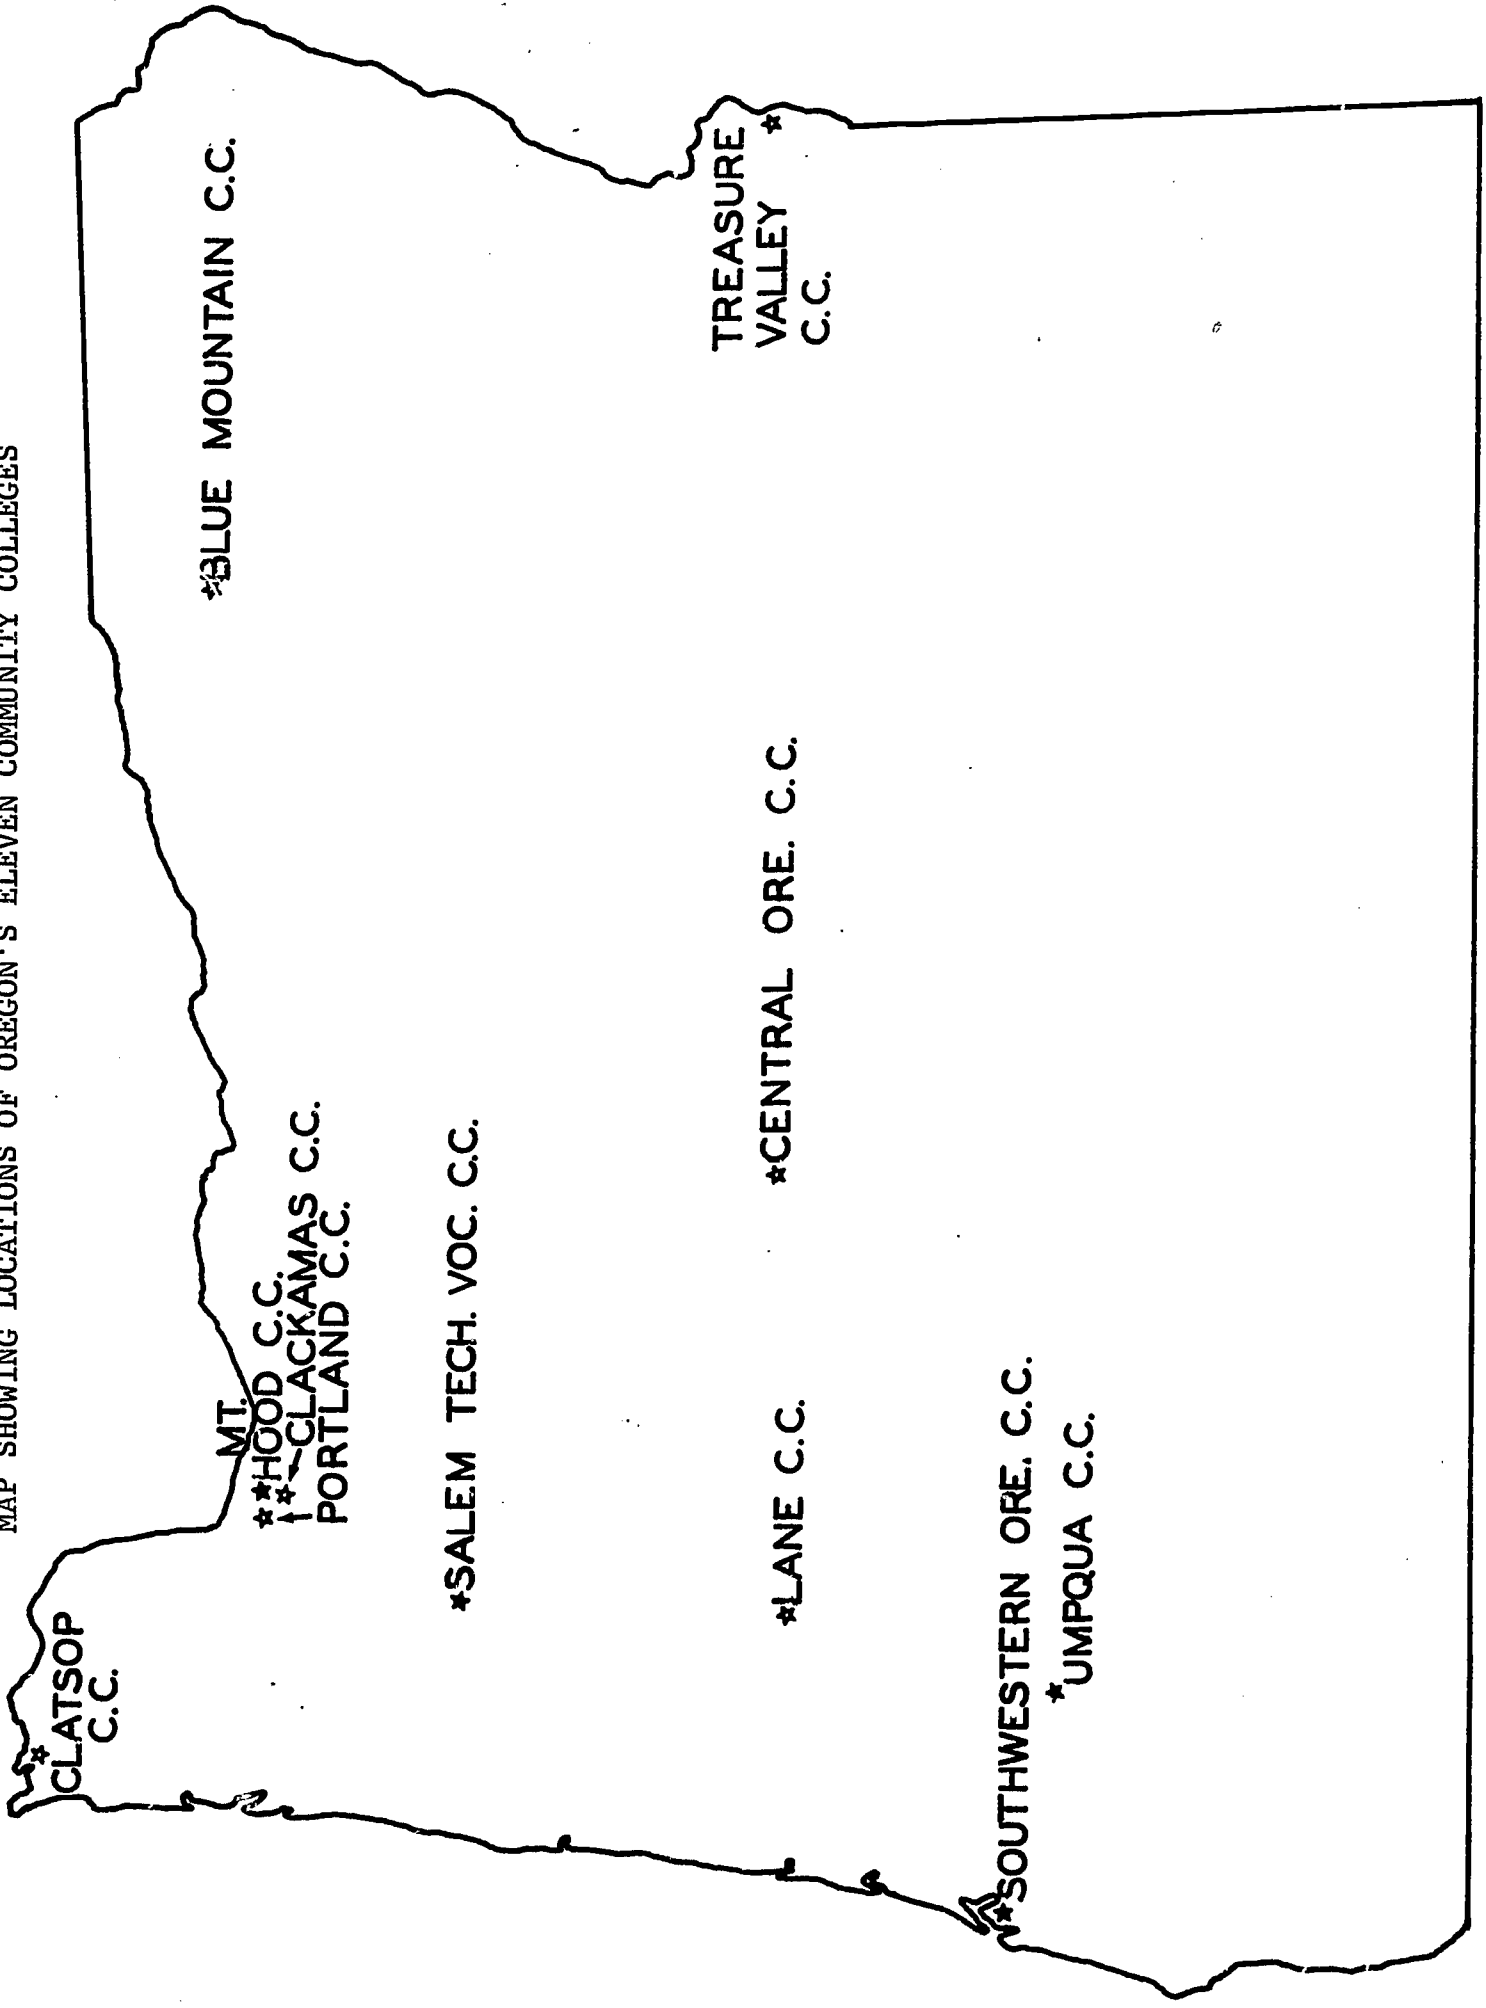 MAP SHOWING LOCATIONS OF OREGON'S ELEVEN COMMUNITY COLLEGES
CLATSOP
C.C.
MT.
HOOD C.C.
CLACKAMAS C.C.
PORTLAND C.C.
BLUE MOUNTAIN C.C.
SALEM TECH. VOC. C.C.
TREASURE
VALLEY
C.C.
CENTRAL ORE. C.C.
LANE C.C.
SOUTHWESTERN ORE. C.C.
UMPQUA C.C.